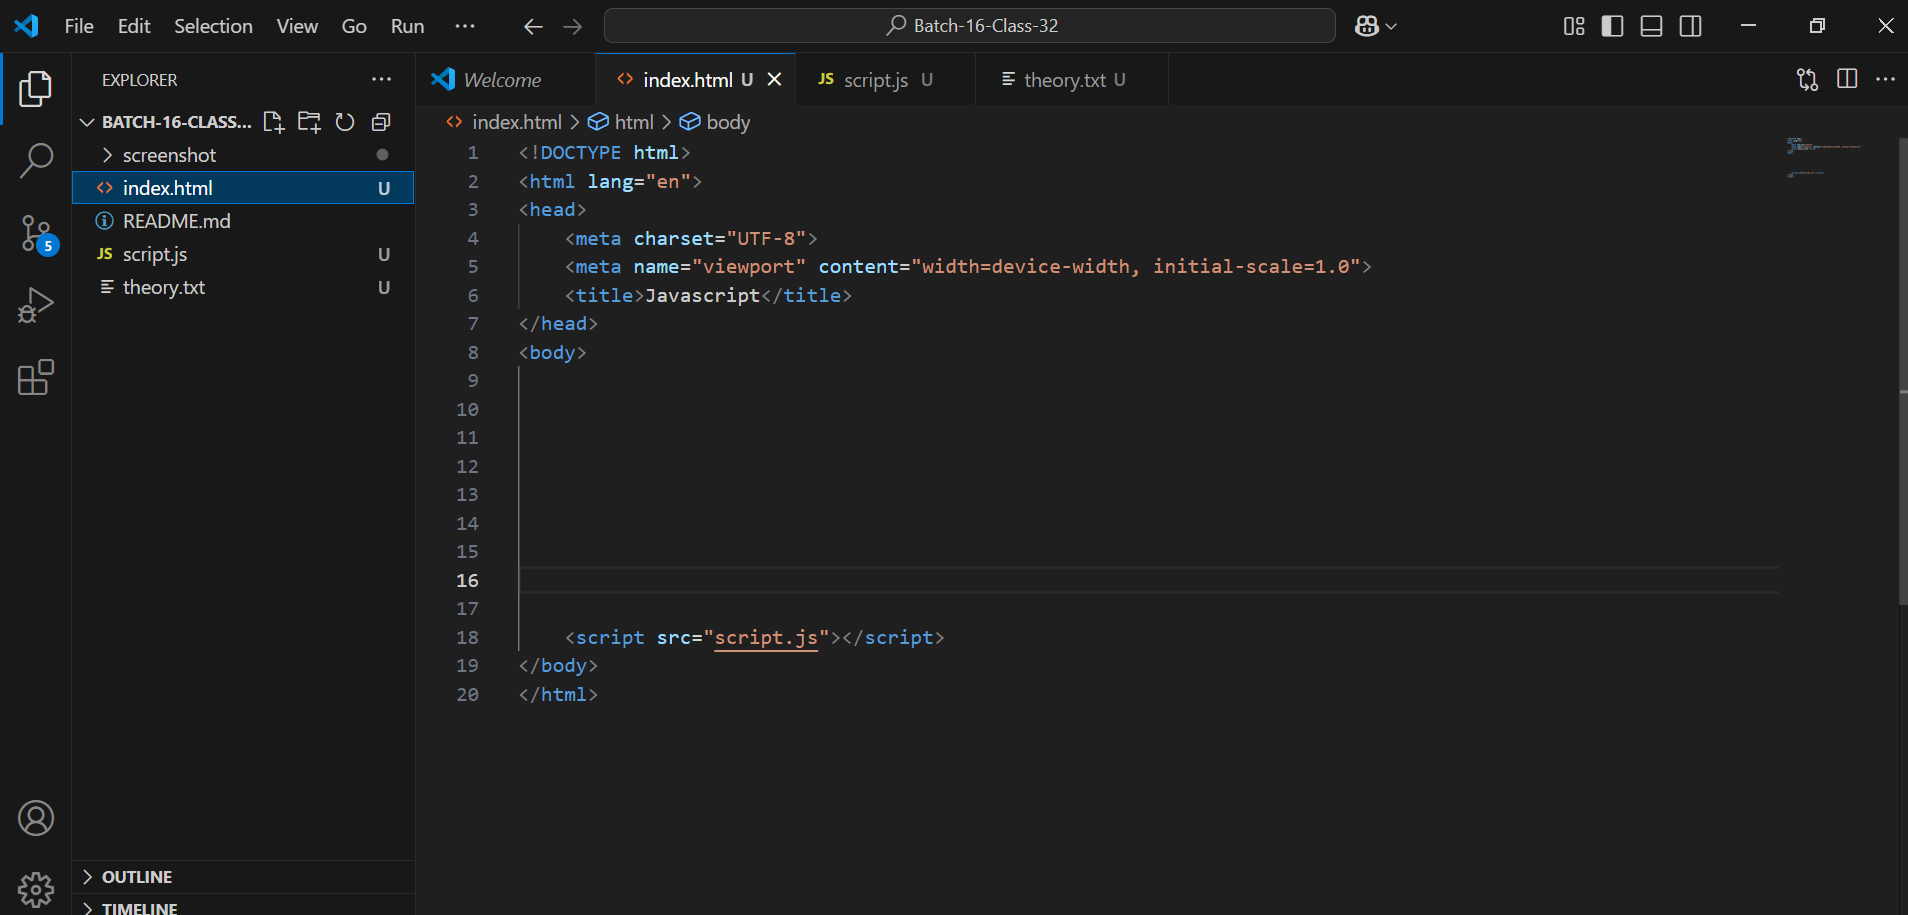 File Edit Selection View Go Run ··· Batch-16-Class-32
EXPLORER ···
BATCH-16-CLASS...
screenshot
index.html U
README.md
script.js U
theory.txt U
OUTLINE
TIMELINE
5
Welcome index.html U JS script.js U theory.txt U
index.html > html > body
1 <!DOCTYPE html>
2 <html lang="en">
3 <head>
4 <meta charset="UTF-8">
5 <meta name="viewport" content="width=device-width, initial-scale=1.0">
6 <title>Javascript</title>
7 </head>
8 <body>
9
10
11
12
13
14
15
16
17
18 <script src="script.js"></script>
19 </body>
20 </html>